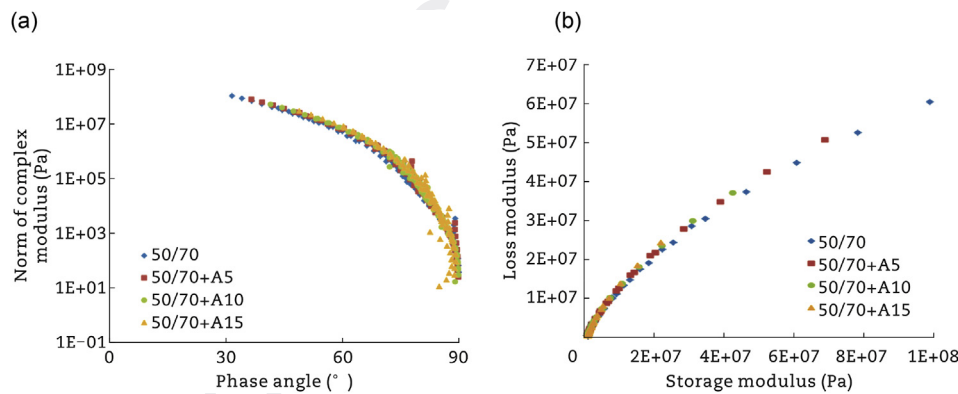 (a)
Norm of complex
modulus (Pa)
1E+09
1E+07
1E+05
1E+03
1E+01
1E−01
50/70
50/70+A5
50/70+A10
50/70+A15
0
30
60
90
Phase angle (°)
(b)
Loss modulus (Pa)
7E+07
6E+07
5E+07
4E+07
3E+07
2E+07
1E+07
50/70
50/70+A5
50/70+A10
50/70+A15
0
2E+07
4E+07
6E+07
8E+07
1E+08
Storage modulus (Pa)